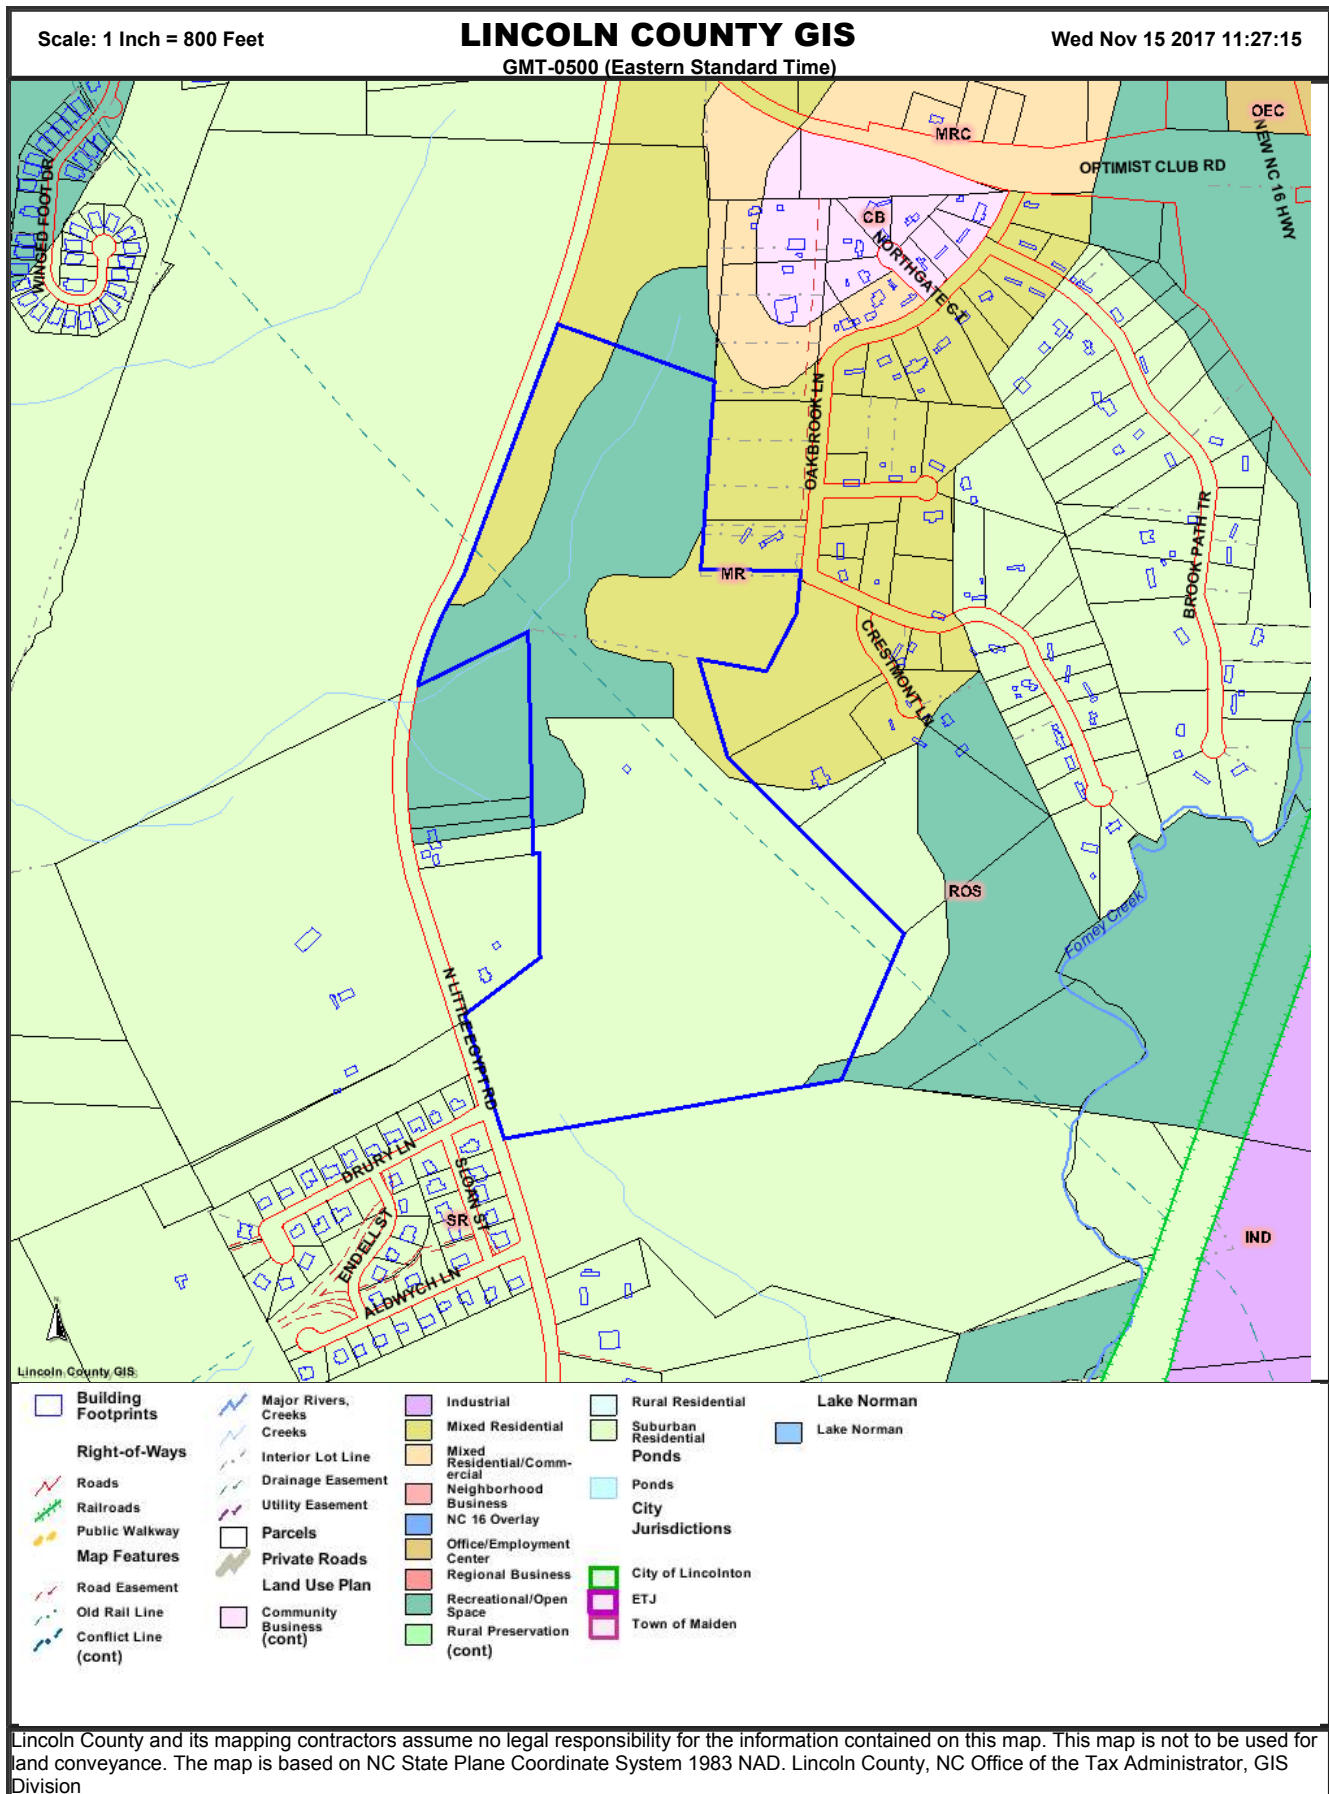 Scale: 1 Inch = 800 Feet
LINCOLN COUNTY GIS
GMT-0500 (Eastern Standard Time)
Wed Nov 15 2017 11:27:15
OEC
MRC
NEW NC 16 HWY
OPTIMIST CLUB RD
WINGED FOOT DR
CB
NORTHGATE CT
OAKBROOK LN
BROOK PATH TR
MR
CRESTMONT LN
ROS
Forney Creek
N LITTLE EGYPT RD
DRURY LN
SLOAN ST
SR
ENDELL ST
ALDWYCH LN
IND
N
Lincoln County GIS
Building
Footprints
Right-of-Ways
Roads
Railroads
Public Walkway
Map Features
Road Easement
Old Rail Line
Conflict Line
(cont)
Major Rivers,
Creeks
Creeks
Interior Lot Line
Drainage Easement
Utility Easement
Parcels
Private Roads
Land Use Plan
Community
Business
(cont)
Industrial
Mixed Residential
Mixed
Residential/Comm-
ercial
Neighborhood
Business
NC 16 Overlay
Office/Employment
Center
Regional Business
Recreational/Open
Space
Rural Preservation
(cont)
Rural Residential
Suburban
Residential
Ponds
Ponds
City
Jurisdictions
City of Lincolnton
ETJ
Town of Maiden
Lake Norman
Lake Norman
Lincoln County and its mapping contractors assume no legal responsibility for the information contained on this map. This map is not to be used for
land conveyance. The map is based on NC State Plane Coordinate System 1983 NAD. Lincoln County, NC Office of the Tax Administrator, GIS
Division